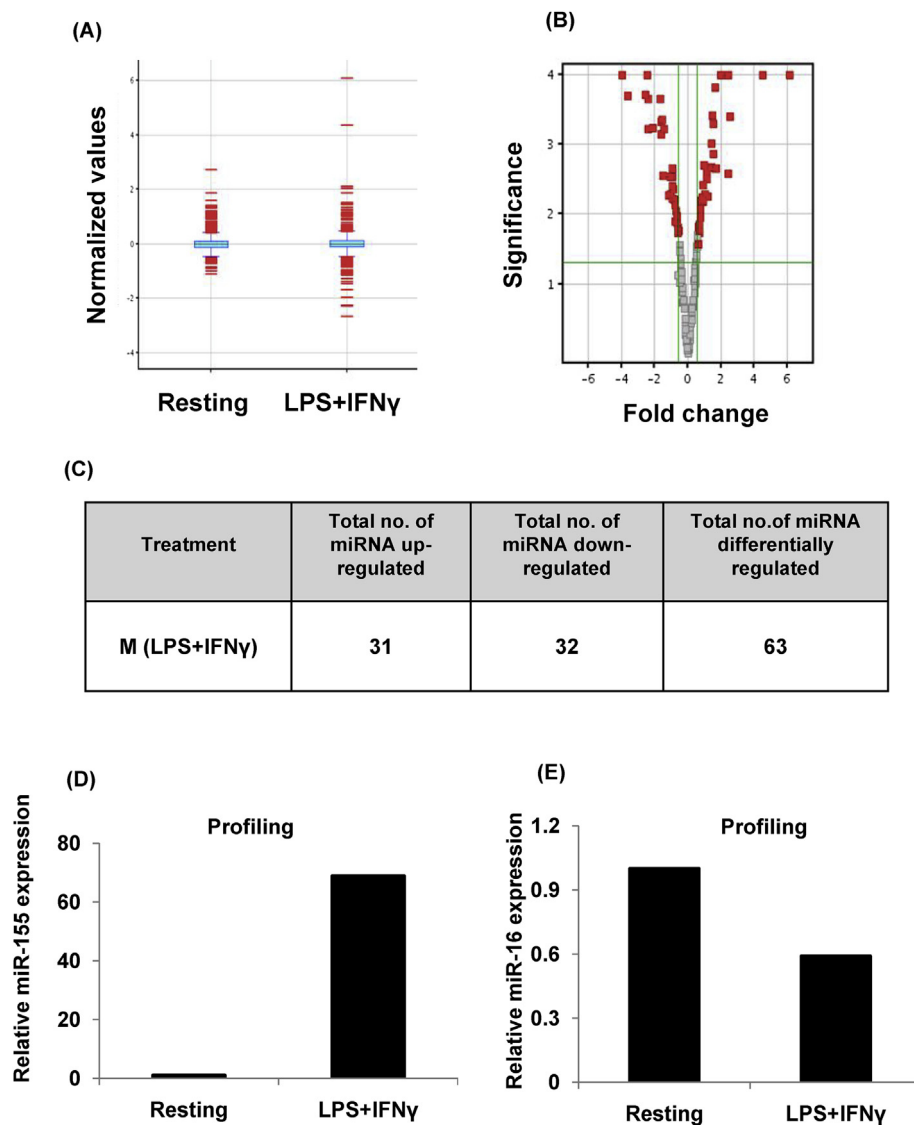 (A)
Normalized values
6
4
2
0
-2
-4
Resting LPS+IFNγ
(B)
Significance
4
3
2
1
-6 -4 -2 0 2 4 6
Fold change
(C)
Treatment
Total no. of
miRNA up-
regulated
Total no. of
miRNA down-
regulated
Total no.of miRNA
differentially
regulated
M (LPS+IFNγ)
31
32
63
(D)
Profiling
Relative miR-155 expression
80
60
40
20
0
Resting LPS+IFNγ
(E)
Profiling
Relative miR-16 expression
1.2
0.9
0.6
0.3
0
Resting LPS+IFNγ